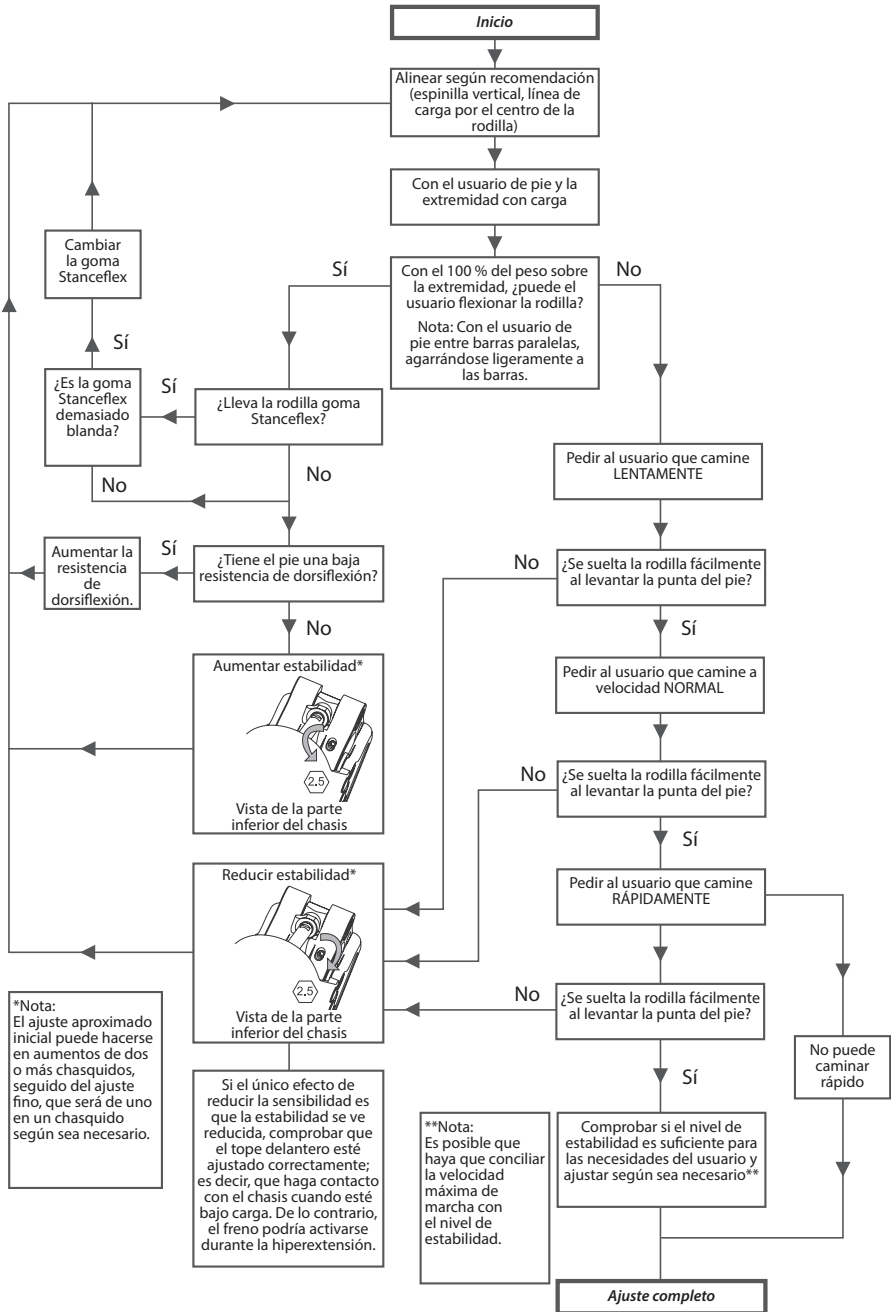 Inicio
Alinear según recomendación
(espinilla vertical, línea de
carga por el centro de la
rodilla)
Con el usuario de pie y la
extremidad con carga
Cambiar
la goma
Stanceflex
Sí
Con el 100 % del peso sobre
la extremidad, ¿puede el
usuario flexionar la rodilla?
Nota: Con el usuario de
pie entre barras paralelas,
agarrándose ligeramente a
las barras.
No
Sí
¿Es la goma
Stanceflex
demasiado
blanda?
Sí
¿Lleva la rodilla goma
Stanceflex?
No
No
Pedir al usuario que camine
LENTAMENTE
Aumentar la
resistencia
de
dorsiflexión.
Sí
¿Tiene el pie una baja
resistencia de dorsiflexión?
No
No
¿Se suelta la rodilla fácilmente
al levantar la punta del pie?
Sí
Aumentar estabilidad*
2.5
Vista de la parte
inferior del chasis
Pedir al usuario que camine a
velocidad NORMAL
No
¿Se suelta la rodilla fácilmente
al levantar la punta del pie?
Sí
Reducir estabilidad*
2.5
Vista de la parte
inferior del chasis
Pedir al usuario que camine
RÁPIDAMENTE
No
¿Se suelta la rodilla fácilmente
al levantar la punta del pie?
Sí
No puede
caminar
rápido
*Nota:
El ajuste aproximado
inicial puede hacerse
en aumentos de dos
o más chasquidos,
seguido del ajuste
fino, que será de uno
en un chasquido
según sea necesario.
Si el único efecto de
reducir la sensibilidad es
que la estabilidad se ve
reducida, comprobar que
el tope delantero esté
ajustado correctamente;
es decir, que haga contacto
con el chasis cuando esté
bajo carga. De lo contrario,
el freno podría activarse
durante la hiperextensión.
**Nota:
Es posible que
haya que conciliar
la velocidad
máxima de
marcha con
el nivel de
estabilidad.
Comprobar si el nivel de
estabilidad es suficiente para
las necesidades del usuario y
ajustar según sea necesario**
Ajuste completo